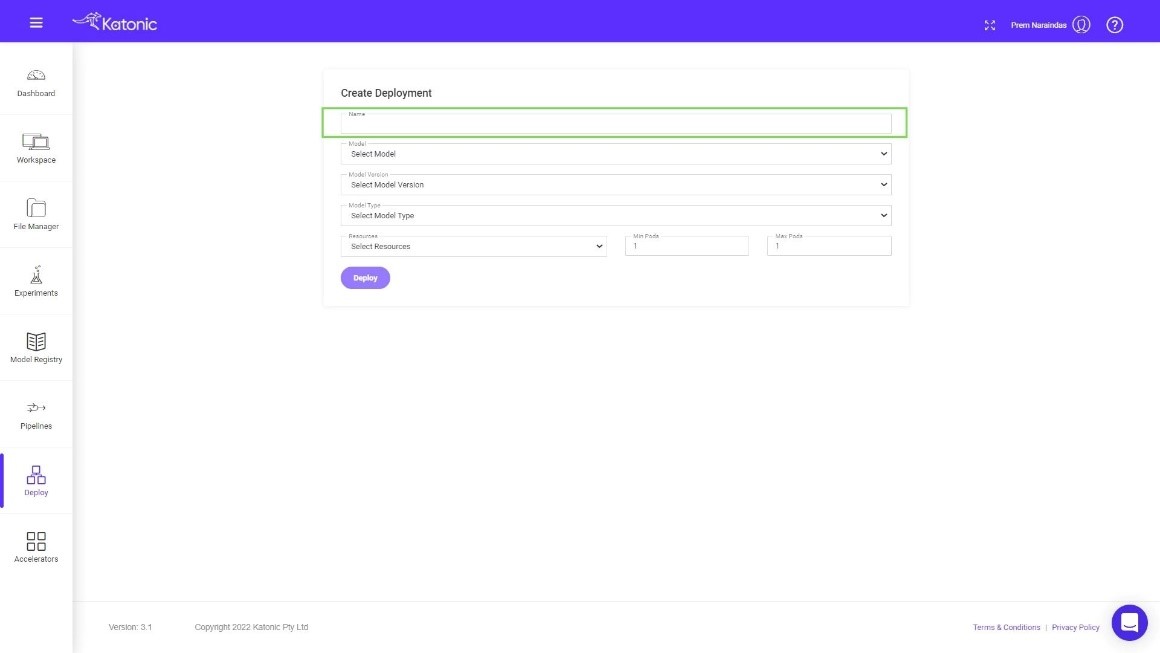 Katonic
Prem Naraindas
?
Dashboard
Workspace
File Manager
Experiments
Model Registry
Pipelines
Deploy
Accelerators
Create Deployment
Name
Model
Select Model
Model Version
Select Model Version
Model Type
Select Model Type
Resources
Select Resources
Min Pods
1
Max Pods
1
Deploy
Version: 3.1
Copyright 2022 Katonic Pty Ltd
Terms & Conditions | Privacy Policy